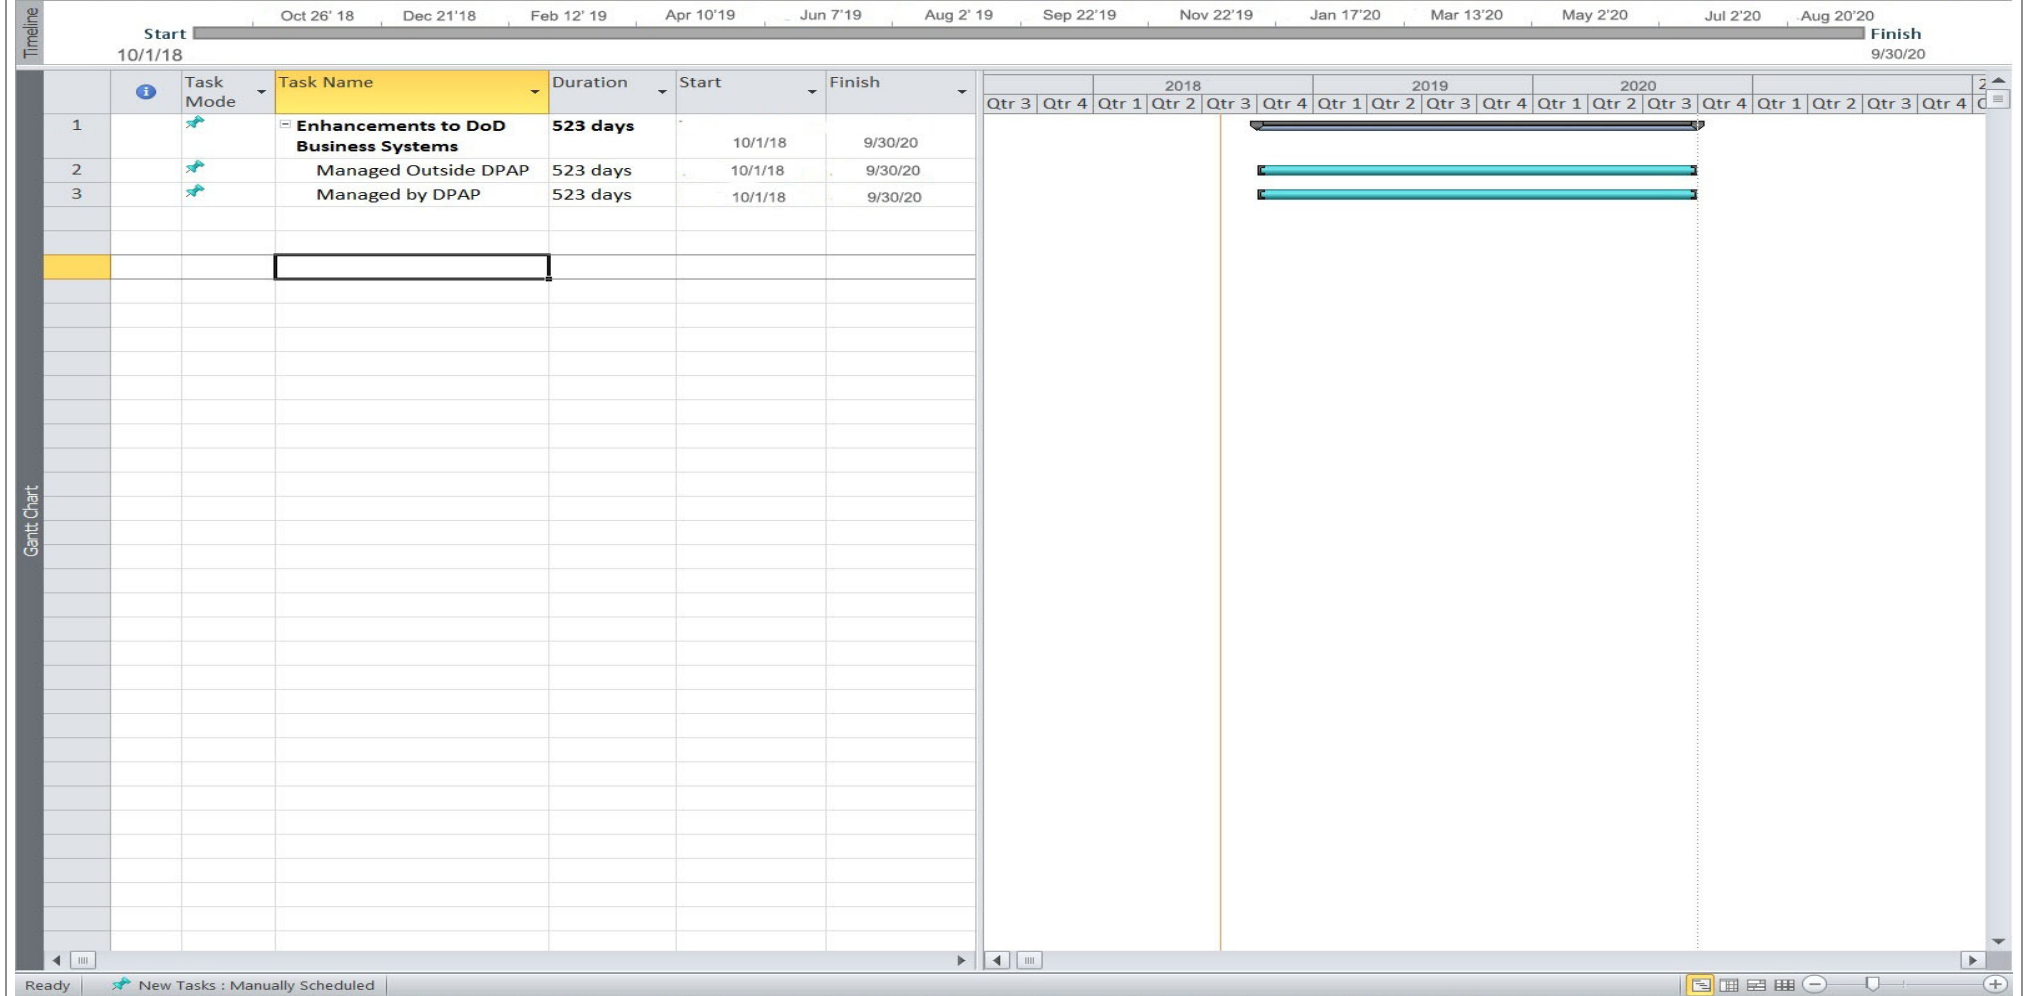 Timeline
Oct 26' 18 Dec 21'18 Feb 12' 19 Apr 10'19 Jun 7'19 Aug 2' 19 Sep 22'19 Nov 22'19 Jan 17'20 Mar 13'20 May 2'20 Jul 2'20 Aug 20'20
Start Finish
10/1/18 9/30/20
Task Mode Task Name Duration Start Finish
2018 2019 2020 2
Qtr 3 Qtr 4 Qtr 1 Qtr 2 Qtr 3 Qtr 4 Qtr 1 Qtr 2 Qtr 3 Qtr 4 Qtr 1 Qtr 2 Qtr 3 Qtr 4 Qtr 1 Qtr 2 Qtr 3 Qtr 4
1 Enhancements to DoD Business Systems 523 days 10/1/18 9/30/20
2 Managed Outside DPAP 523 days 10/1/18 9/30/20
3 Managed by DPAP 523 days 10/1/18 9/30/20
Gantt Chart
Ready New Tasks : Manually Scheduled